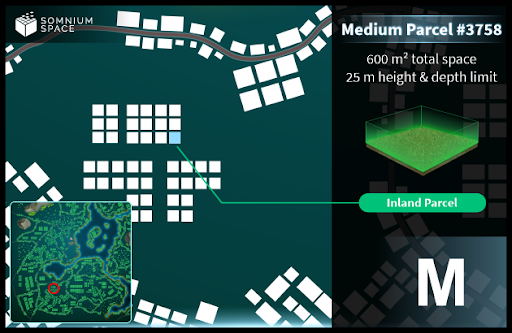 SOMNIUM
SPACE
Medium Parcel #3758
600 m² total space
25 m height & depth limit
Inland Parcel
M